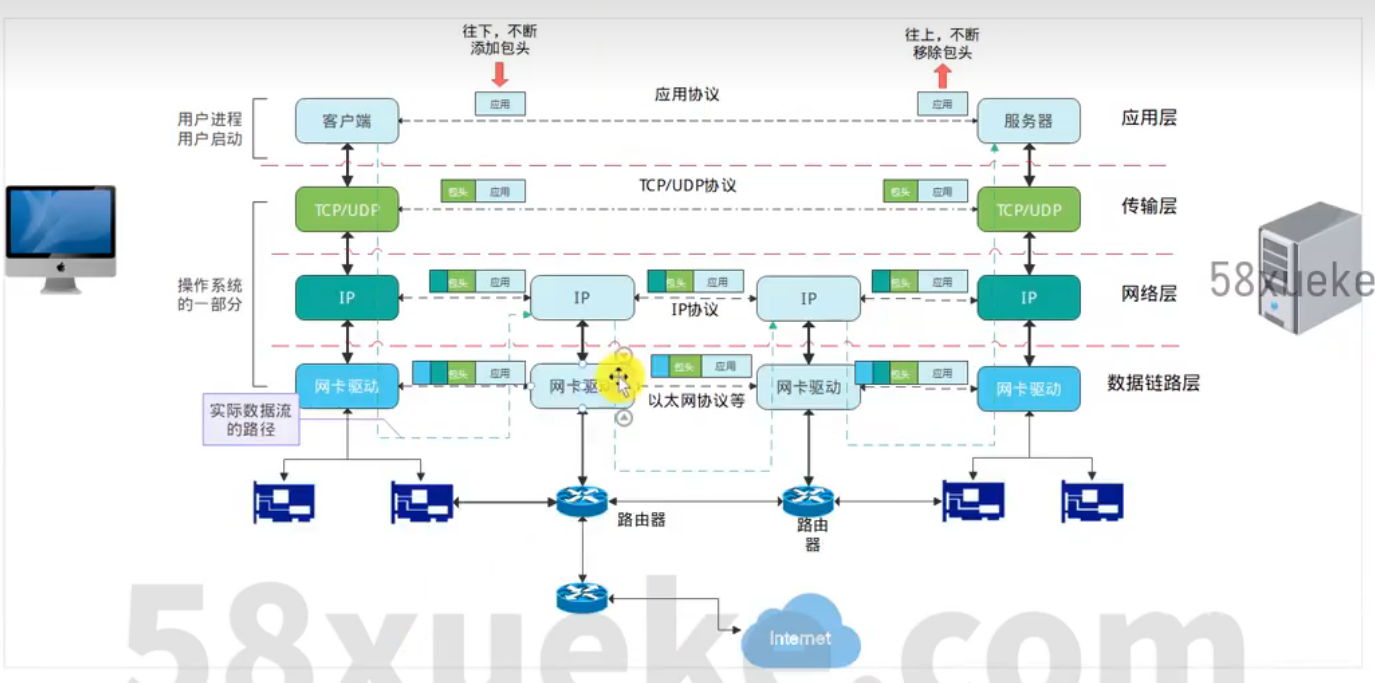 往下，不断
添加包头
往上，不断
移除包头
应用
应用协议
应用
用户进程
用户启动
客户端
服务器
应用层
TCP/UDP协议
包头 应用
包头 应用
TCP/UDP
TCP/UDP
传输层
操作系统
的一部分
包头 应用
包头 应用
包头 应用
IP
IP
IP
IP
网络层
IP协议
58xueke
包头 应用
包头 应用
包头 应用
网卡驱动
网卡驱
网卡驱动
网卡驱动
数据链路层
以太网协议等
实际数据流
的路径
路由器
路由
器
Internet
58xueke.com